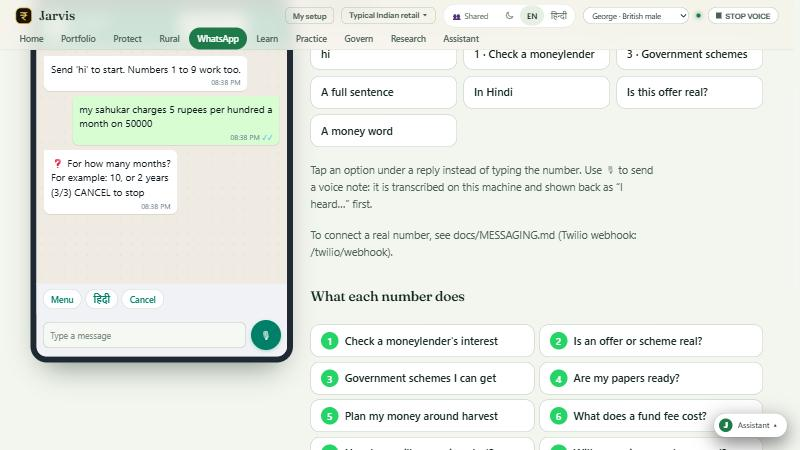 Jarvis
My setup
Typical Indian retail
Shared
EN
हिन्दी
George · British male
STOP VOICE
Home
Portfolio
Protect
Rural
WhatsApp
Learn
Practice
Govern
Research
Assistant
Send 'hi' to start. Numbers 1 to 9 work too.
08:38 PM
my sahukar charges 5 rupees per hundred a
month on 50000
08:38 PM
For how many months?
For example: 10, or 2 years
(3/3) CANCEL to stop
08:38 PM
Menu
हिंदी
Cancel
Type a message
hi
1 · Check a moneylender
3 · Government schemes
A full sentence
In Hindi
Is this offer real?
A money word
Tap an option under a reply instead of typing the number. Use 🎙 to send
a voice note: it is transcribed on this machine and shown back as “I
heard…” first.
To connect a real number, see docs/MESSAGING.md (Twilio webhook:
/twilio/webhook).
What each number does
1 Check a moneylender's interest
2 Is an offer or scheme real?
3 Government schemes I can get
4 Are my papers ready?
5 Plan my money around harvest
6 What does a fund fee cost?
J Assistant